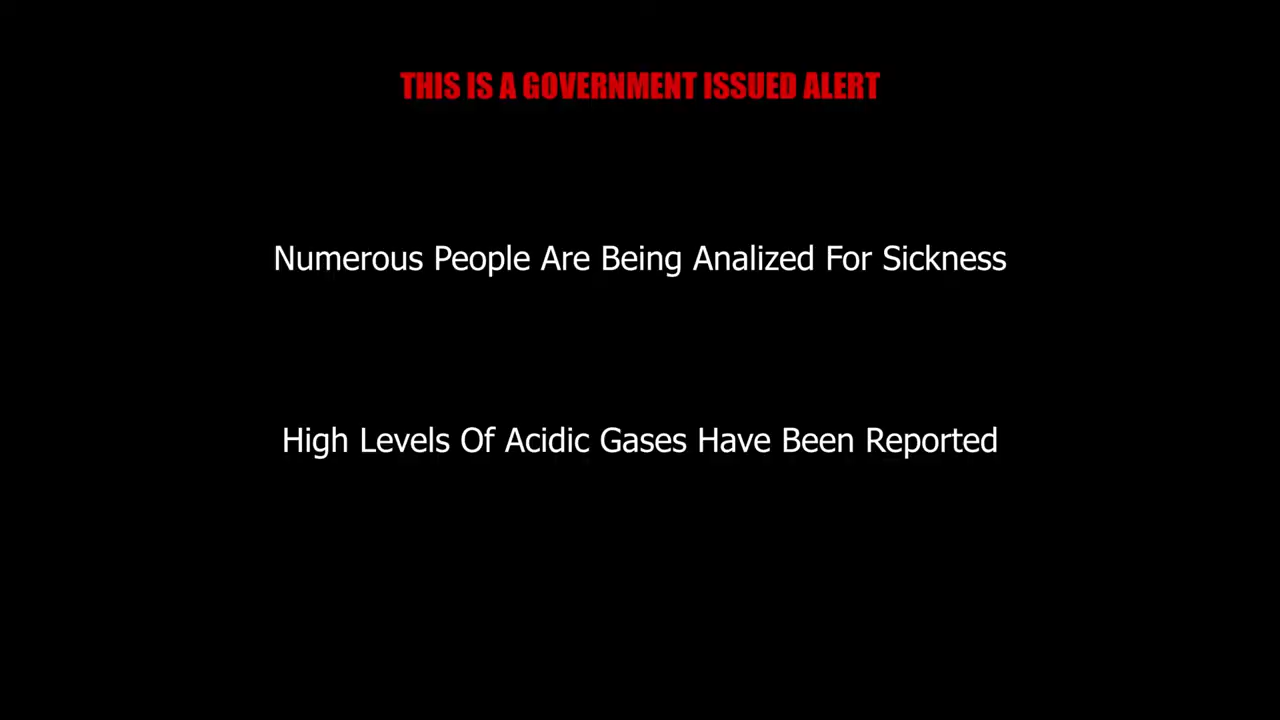 THIS IS A GOVERNMENT ISSUED ALERT
Numerous People Are Being Analized For Sickness
High Levels Of Acidic Gases Have Been Reported